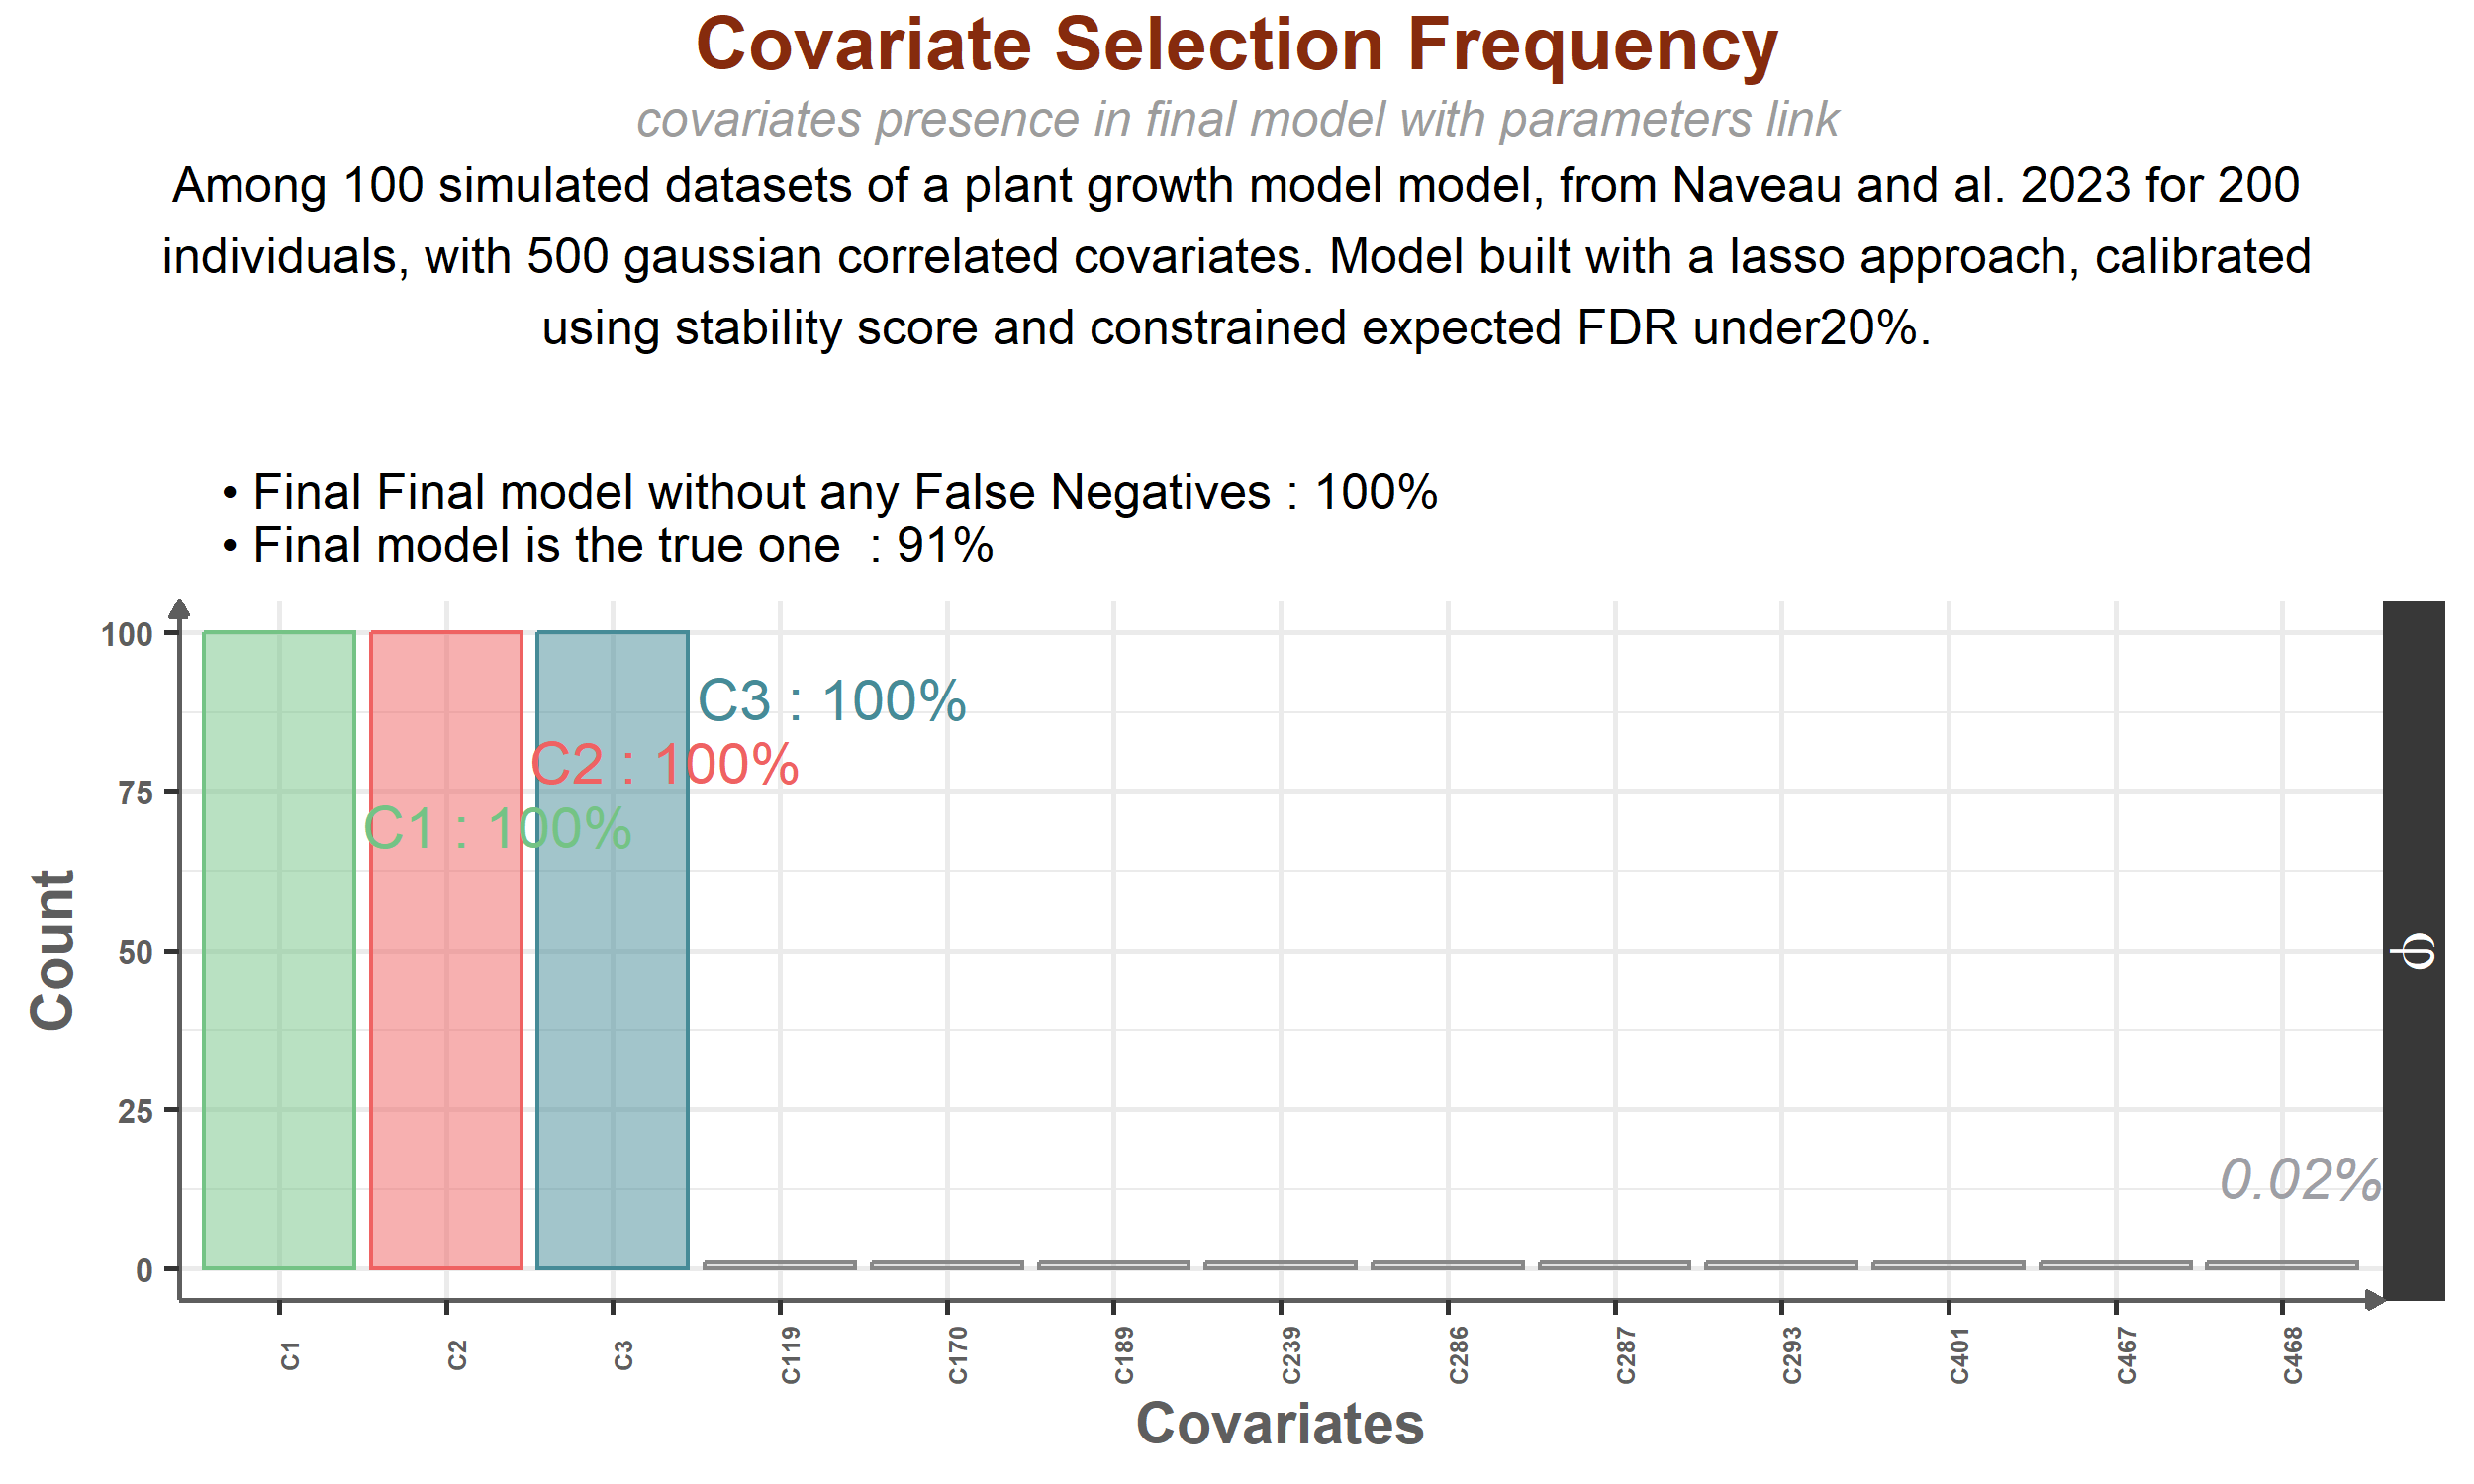 Covariate Selection Frequency
covariates presence in final model with parameters link
Among 100 simulated datasets of a plant growth model model, from Naveau and al. 2023 for 200
individuals, with 500 gaussian correlated covariates. Model built with a lasso approach, calibrated
using stability score and constrained expected FDR under20%.
• Final Final model without any False Negatives : 100%
• Final model is the true one  : 91%
100
75
50
25
0
Count
C3 : 100%
C2 : 100%
C1 : 100%
0.02%
φ
C1
C2
C3
C119
C170
C189
C239
C286
C287
C293
C401
C467
C468
Covariates